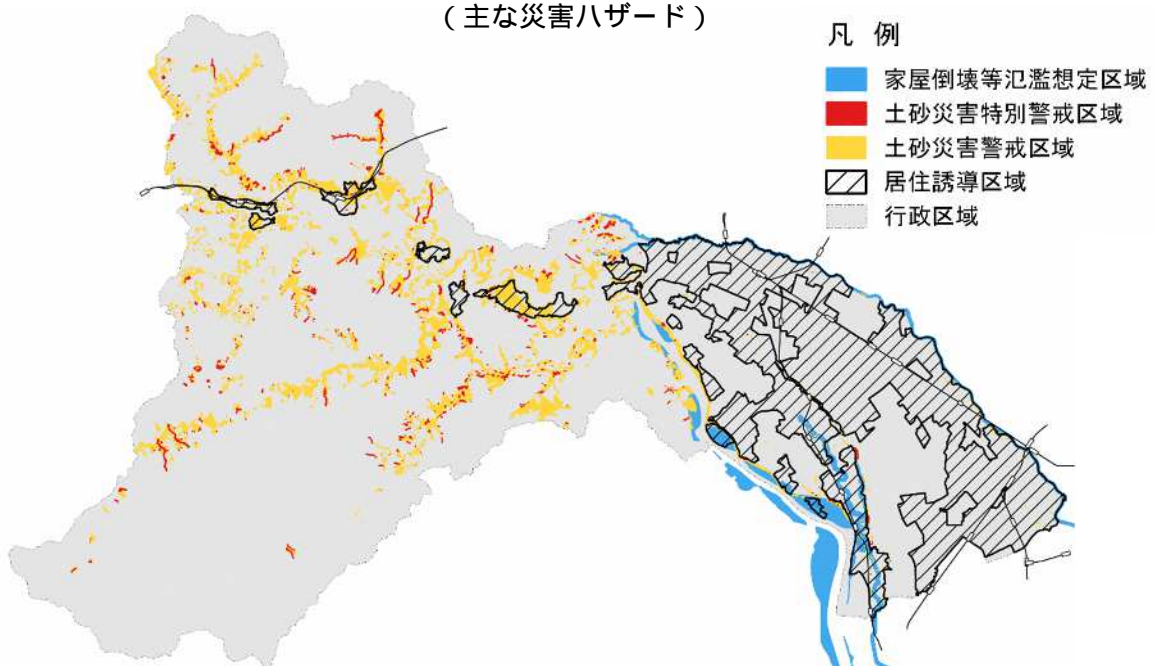 (主な災害ハザード)
凡 例
家屋倒壊等氾濫想定区域
土砂災害特別警戒区域
土砂災害警戒区域
居住誘導区域
行政区域